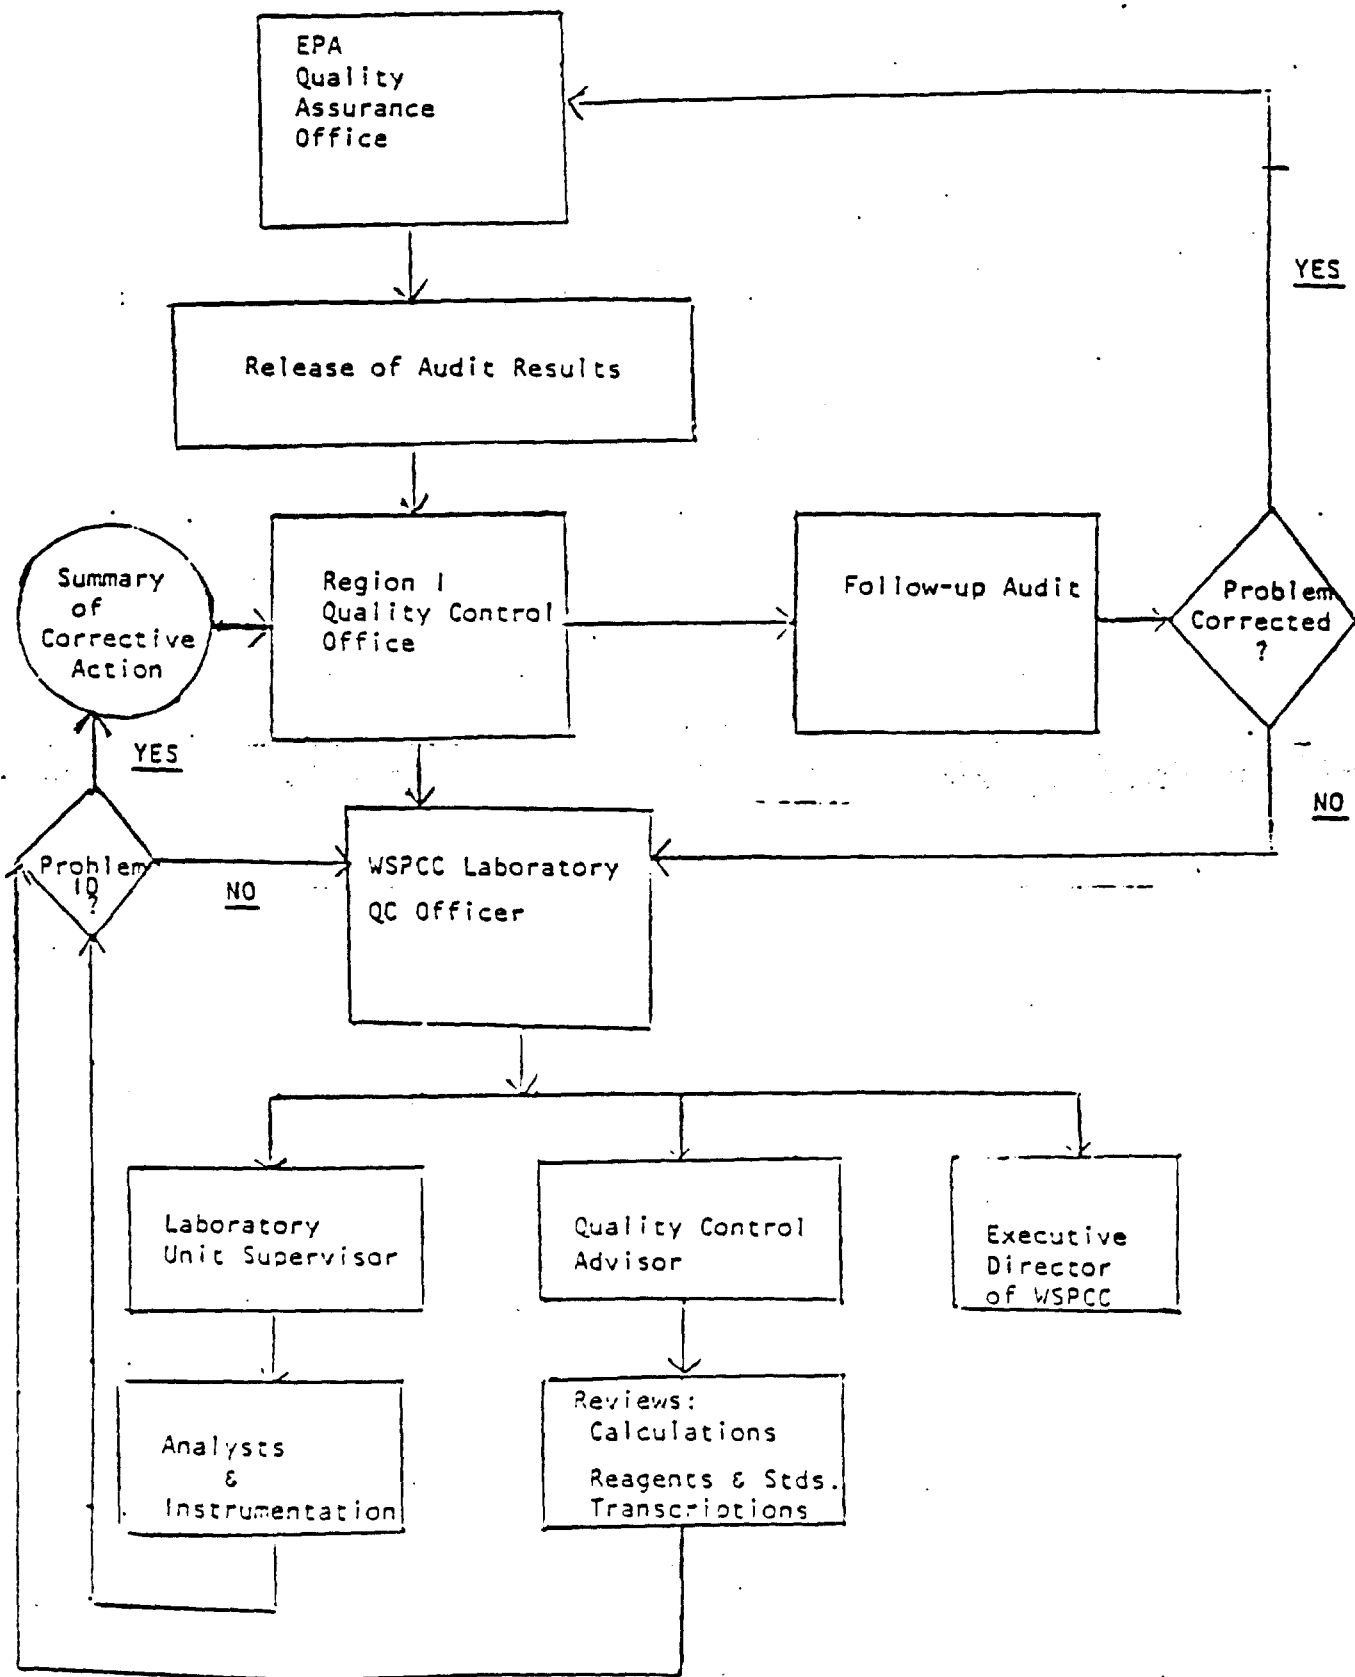 EPA
Quality
Assurance
Office
YES
Release of Audit Results
Summary
of
Corrective
Action
Region I
Quality Control
Office
Follow-up Audit
Problem
Corrected
?
YES
NO
Problem
ID
?
NO
WSPCC Laboratory
QC Officer
Laboratory
Unit Supervisor
Quality Control
Advisor
Executive
Director
of WSPCC
Analysts
&
Instrumentation
Reviews:
Calculations
Reagents & Stds.
Transcriptions